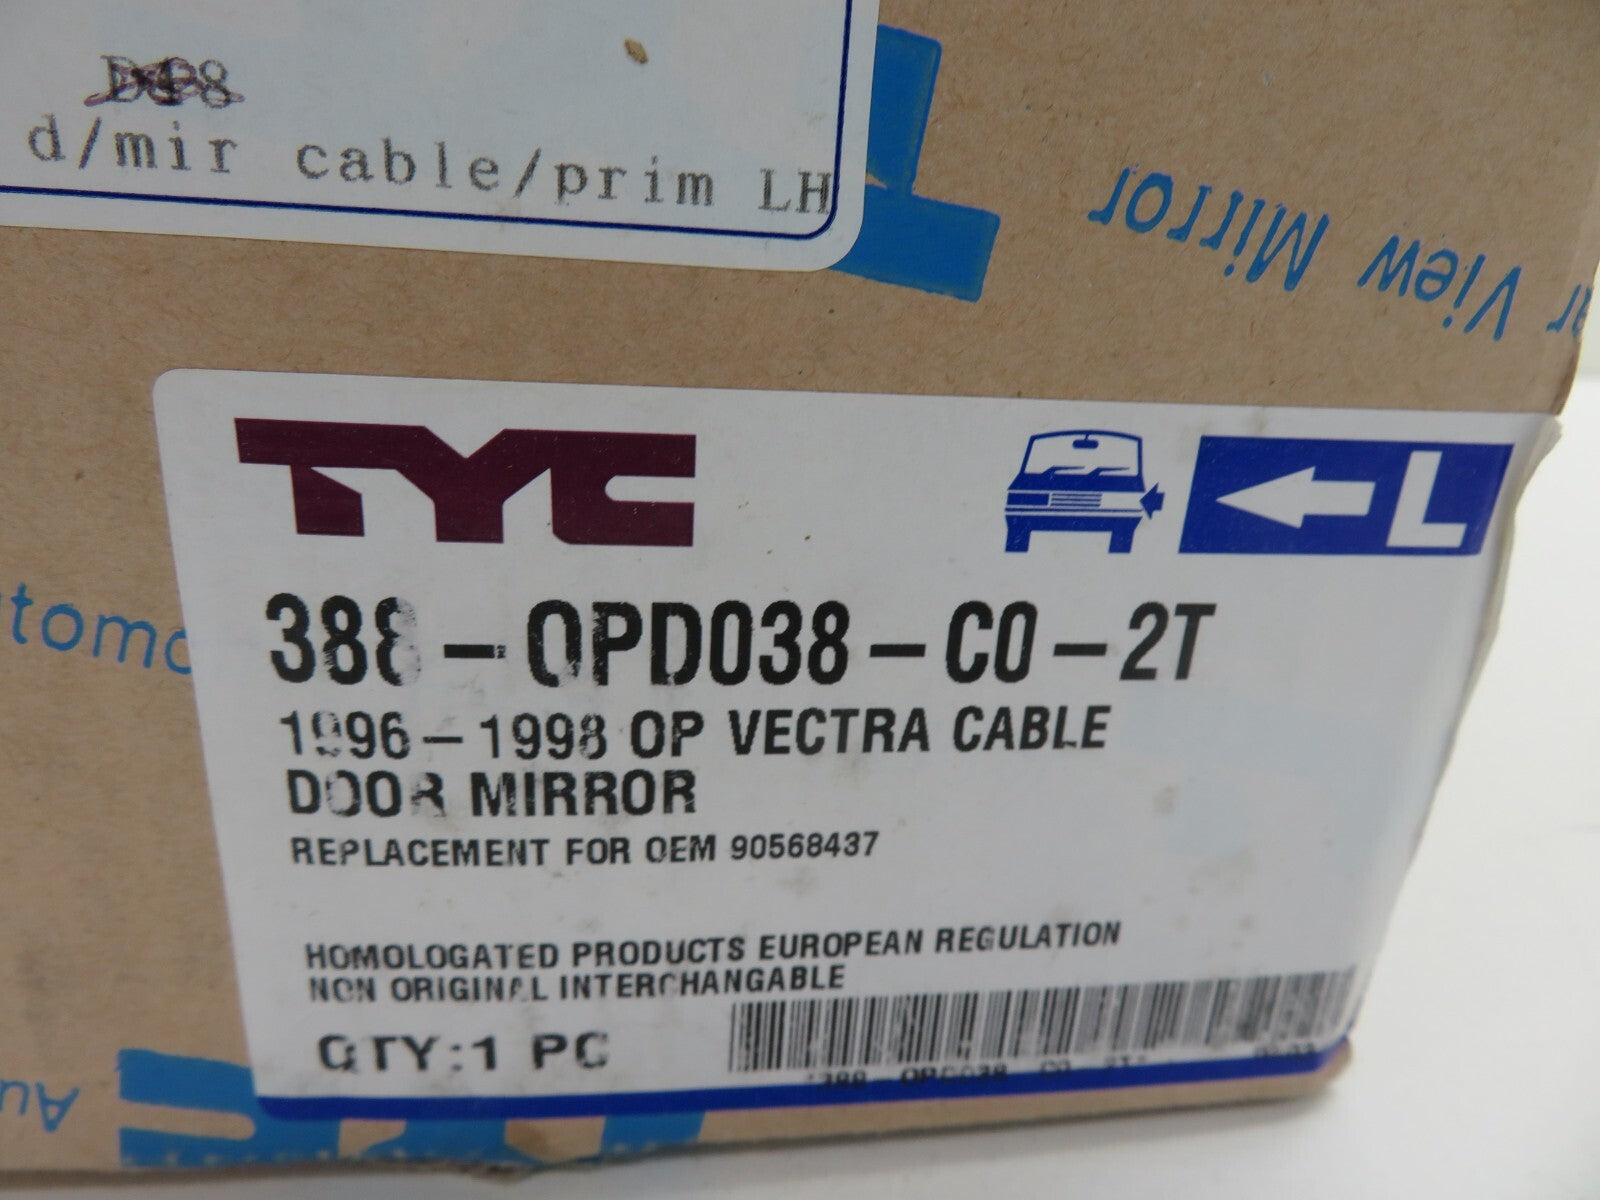 d/mir cable/prim LH
View Mirror
TYC
L
388-OPD038-C0-2T
1996-1998 OP VECTRA CABLE
DOOR MIRROR
REPLACEMENT FOR OEM 90568437
HOMOLOGATED PRODUCTS EUROPEAN REGULATION
NON ORIGINAL INTERCHANGABLE
QTY:1 PC